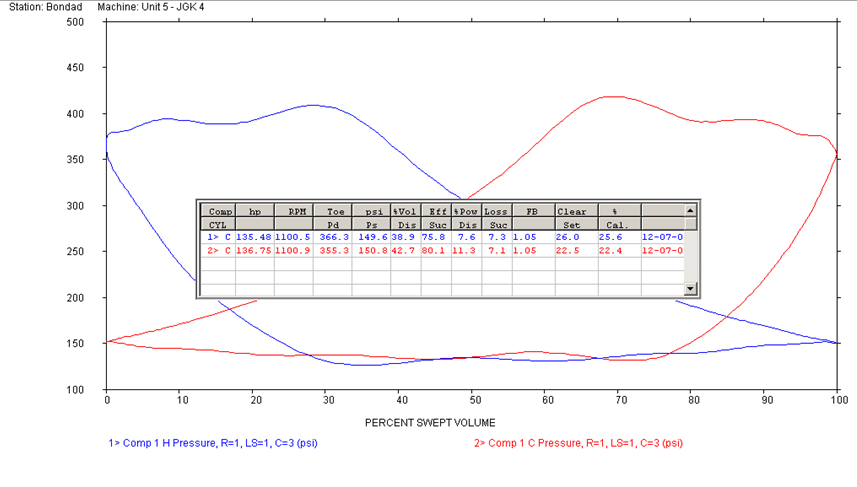 Station: Bondad Machine: Unit 5 - JGK 4
500
450
400
350
300
250
200
150
100
Comp hp RPM Toe psi %Vol Eff %Pow Loss FB Clear %
CYL Pd Ps Dis Suc Dis Suc Set Cal.
1> C 135.48 1100.5 366.3 149.6 38.9 75.8 7.6 7.3 1.05 26.0 25.6 12-07-0
2> C 136.75 1100.9 355.3 150.8 42.7 80.1 11.3 7.1 1.05 22.5 22.4 12-07-0
0 10 20 30 40 50 60 70 80 90 100
PERCENT SWEPT VOLUME
1> Comp 1 H Pressure, R=1, LS=1, C=3 (psi) 2> Comp 1 C Pressure, R=1, LS=1, C=3 (psi)